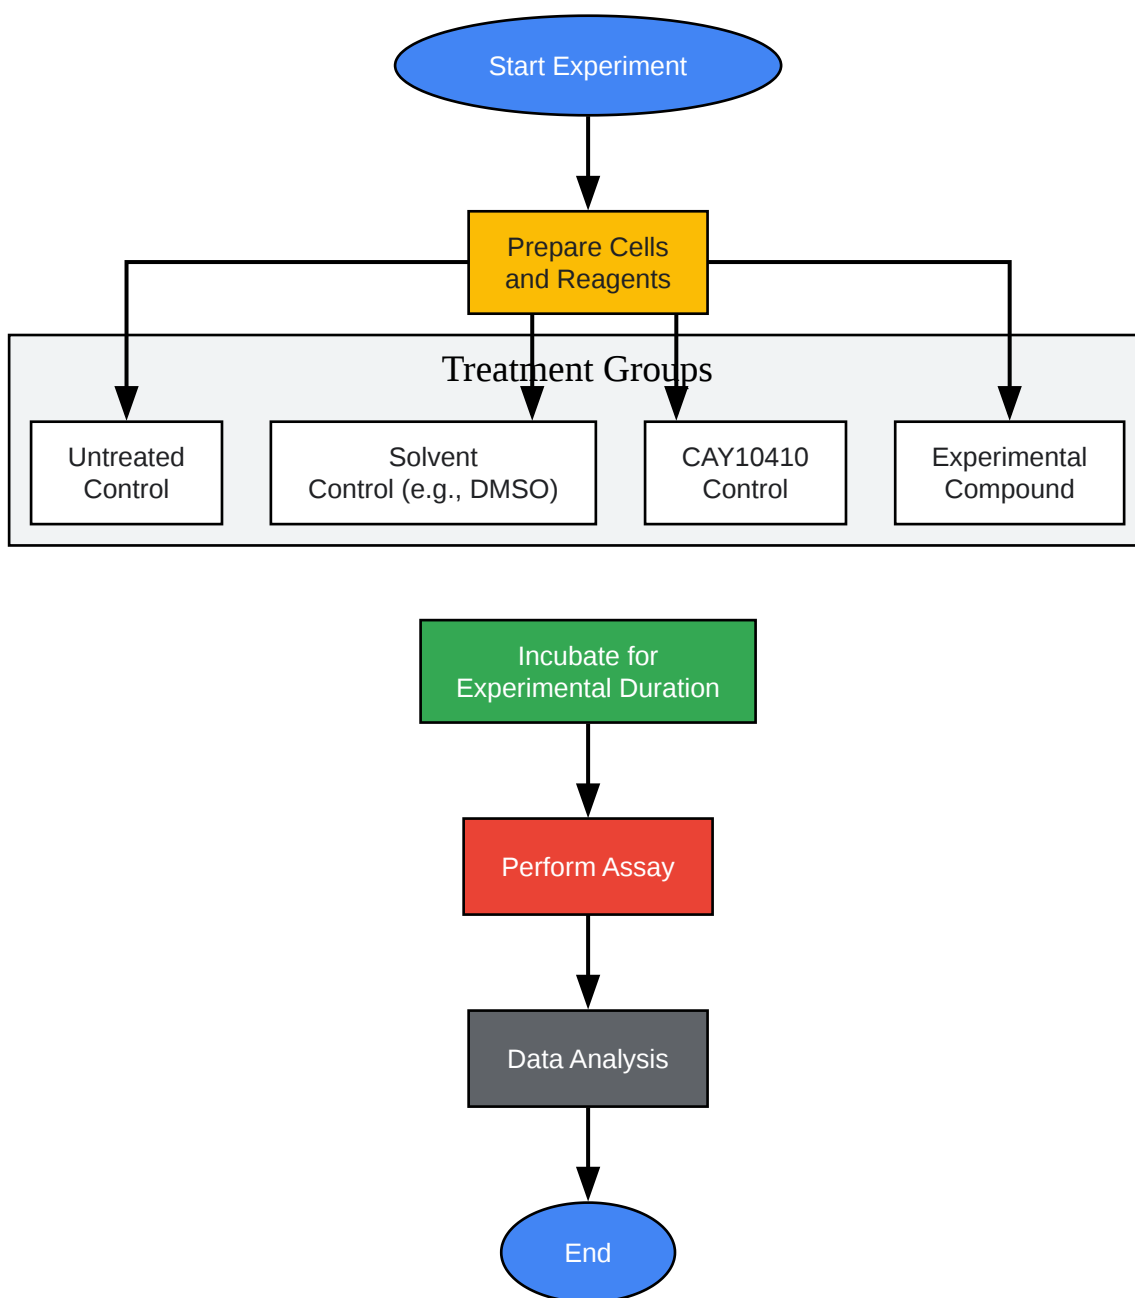 Start Experiment
Prepare Cells
and Reagents
Treatment Groups
Untreated
Control
Solvent
Control (e.g., DMSO)
CAY10410
Control
Experimental
Compound
Incubate for
Experimental Duration
Perform Assay
Data Analysis
End